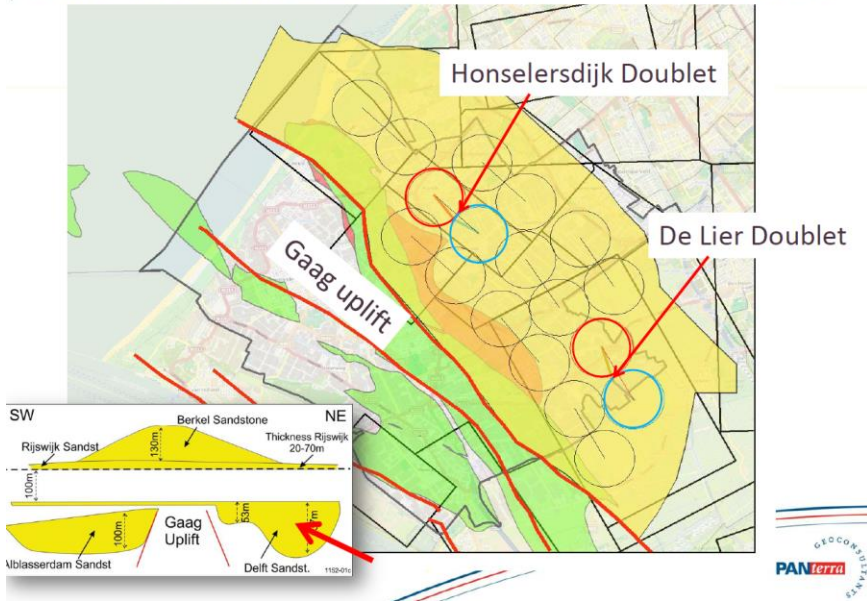 Honselersdijk Doublet
De Lier Doublet
Gaag uplift
SW
NE
Berkel Sandstone
Rijswijk Sandst
Thickness Rijswijk
20-70m
130m
100m
100m
53m
Gaag
Uplift
Alblasserdam Sandst
Delft Sandst.
1152-01c
PANterra
GEOCONSULTANTS